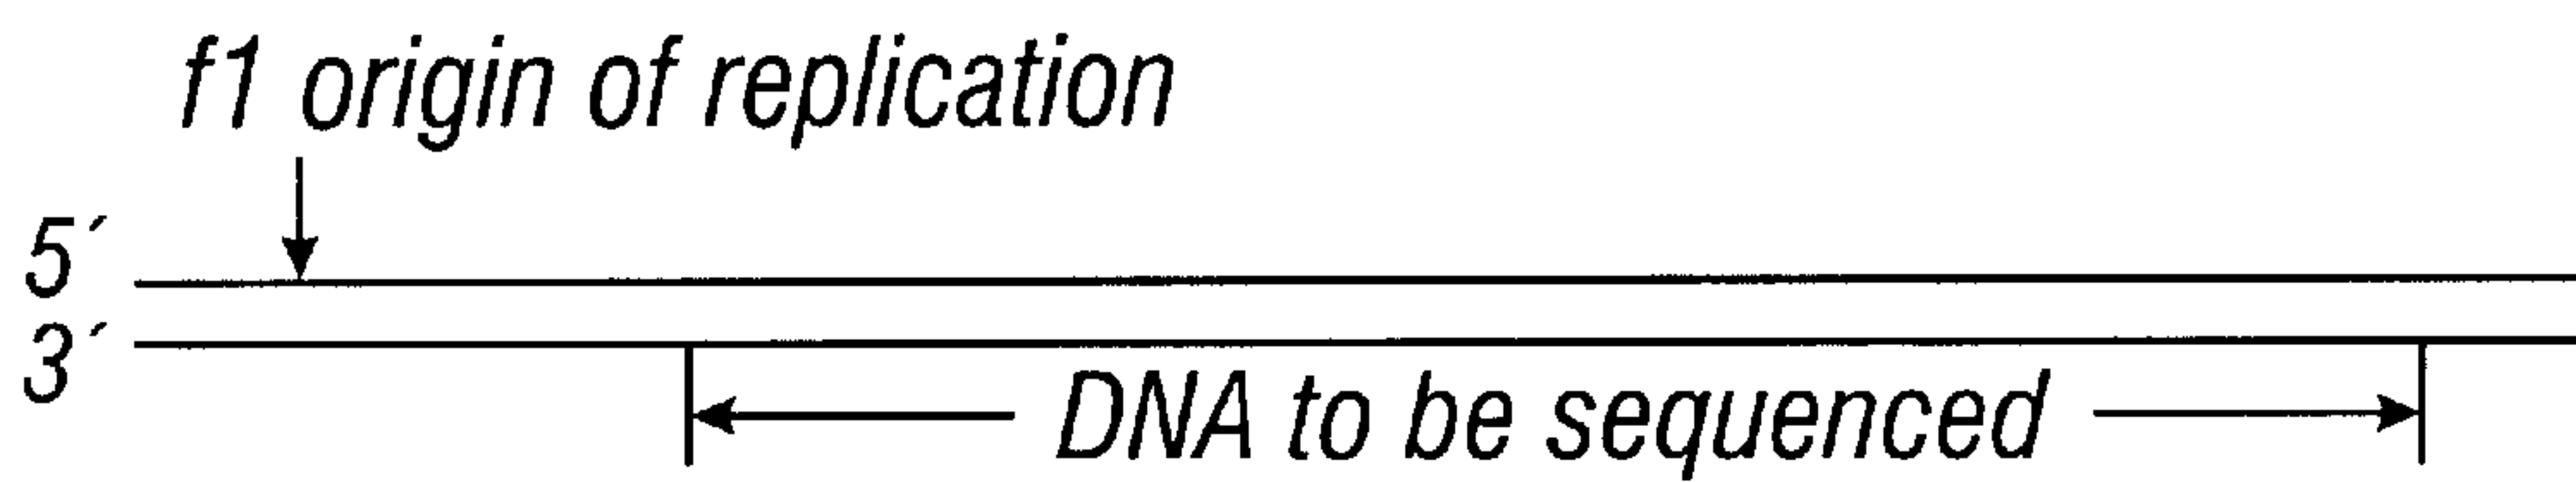 f1 origin of replication
5´
3´
DNA to be sequenced